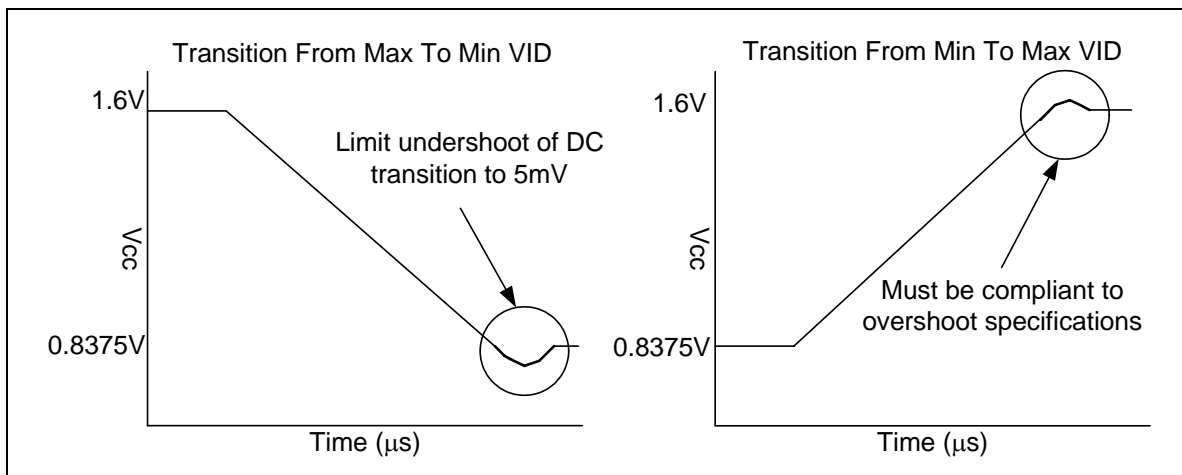 Transition From Max To Min VID
1.6V
Limit undershoot of DC
transition to 5mV
Vcc
0.8375V
Time (μs)
Transition From Min To Max VID
1.6V
Vcc
Must be compliant to
overshoot specifications
0.8375V
Time (μs)